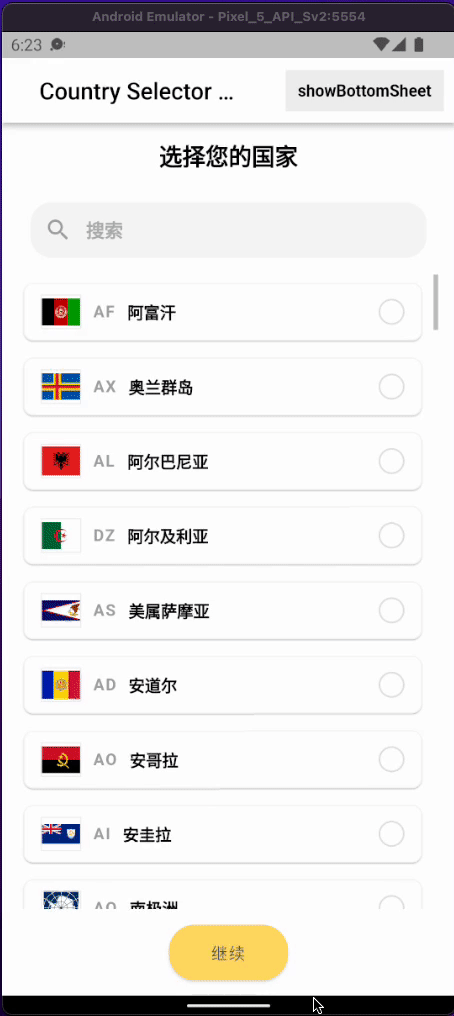 Android Emulator - Pixel_5_API_Sv2:5554
6:23
Country Selector ...
showBottomSheet
选择您的国家
搜索
AF 阿富汗
AX 奥兰群岛
AL 阿尔巴尼亚
DZ 阿尔及利亚
AS 美属萨摩亚
AD 安道尔
AO 安哥拉
AI 安圭拉
AQ 南极洲
继续